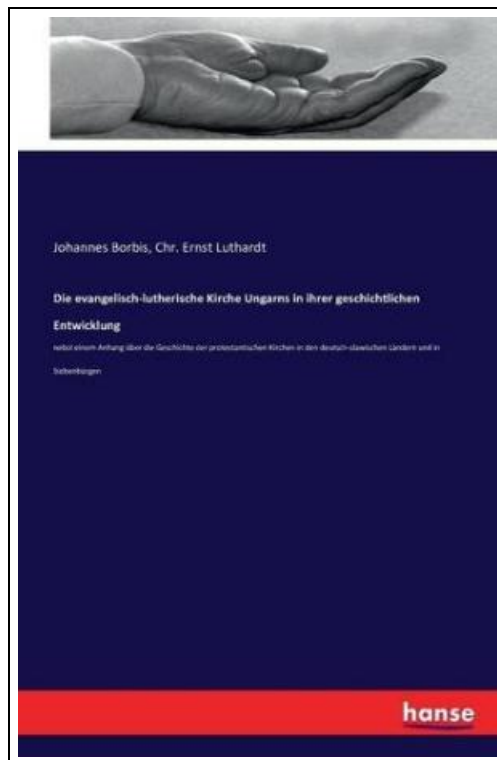 Johannes Borbis, Chr. Ernst Luthardt
Die evangelisch-lutherische Kirche Ungarns in ihrer geschichtlichen
Entwicklung
nebst einem Anhang über die Geschichte der protestantischen Kirchen in den deutsch-slawischen Ländern und in
Siebenbürgen
hanse